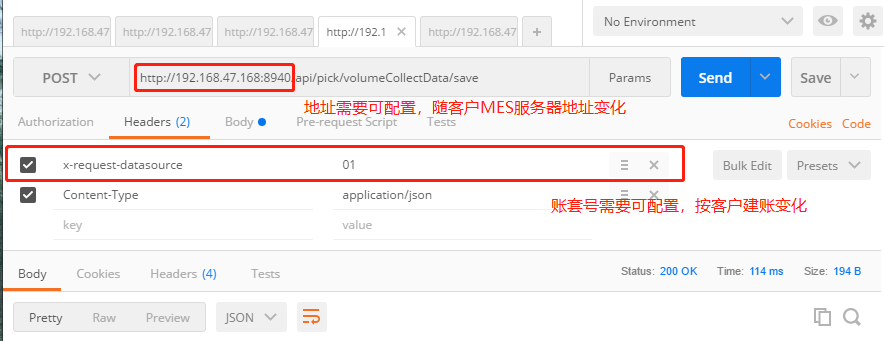 http://192.168.47 http://192.168.47 http://192.168.47 http://192.1 × http://192.168.47 +
No Environment
POST http://192.168.47.168:8940/api/pick/volumeCollectData/save Params Send Save
地址需要可配置，随客户MES服务器地址变化
Authorization Headers (2) Body Pre-request Script Tests
Cookies Code
x-request-datasource 01
Bulk Edit Presets
Content-Type application/json
账套号需要可配置，按客户建账变化
key value
Body Cookies Headers (4) Tests Status: 200 OK Time: 114 ms Size: 194 B
Pretty Raw Preview JSON